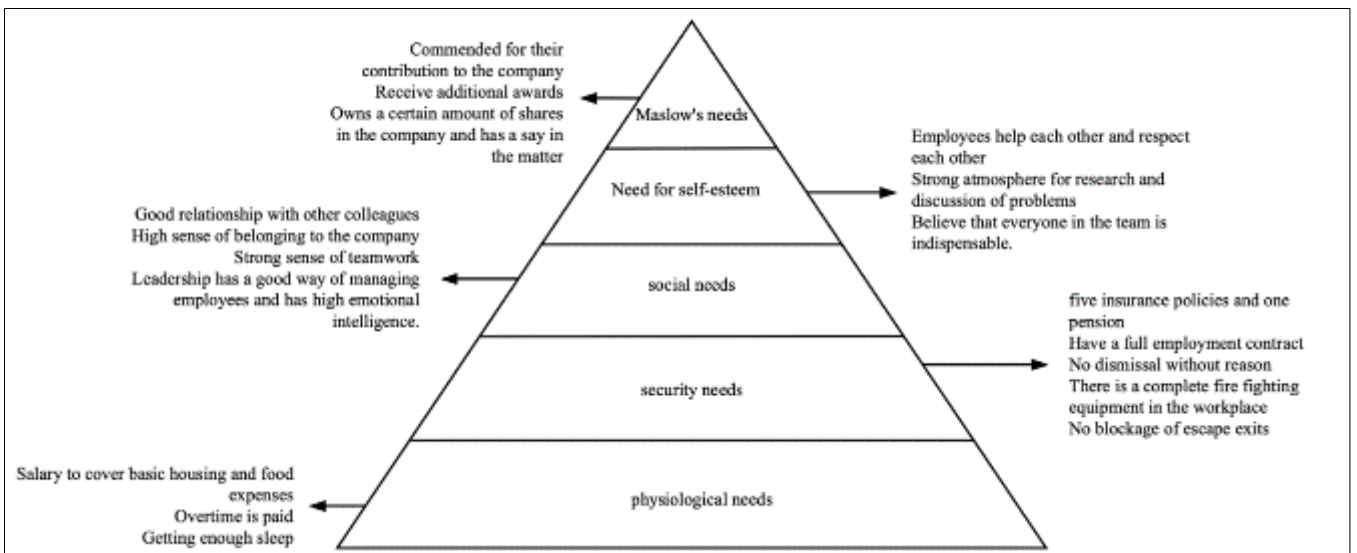 Commended for their
contribution to the company
Receive additional awards
Owns a certain amount of shares
in the company and has a say in
the matter
Maslow's needs
Employees help each other and respect
each other
Strong atmosphere for research and
discussion of problems
Believe that everyone in the team is
indispensable.
Need for self-esteem
Good relationship with other colleagues
High sense of belonging to the company
Strong sense of teamwork
Leadership has a good way of managing
employees and has high emotional
intelligence.
social needs
five insurance policies and one
pension
Have a full employment contract
No dismissal without reason
There is a complete fire fighting
equipment in the workplace
No blockage of escape exits
security needs
Salary to cover basic housing and food
expenses
Overtime is paid
Getting enough sleep
physiological needs